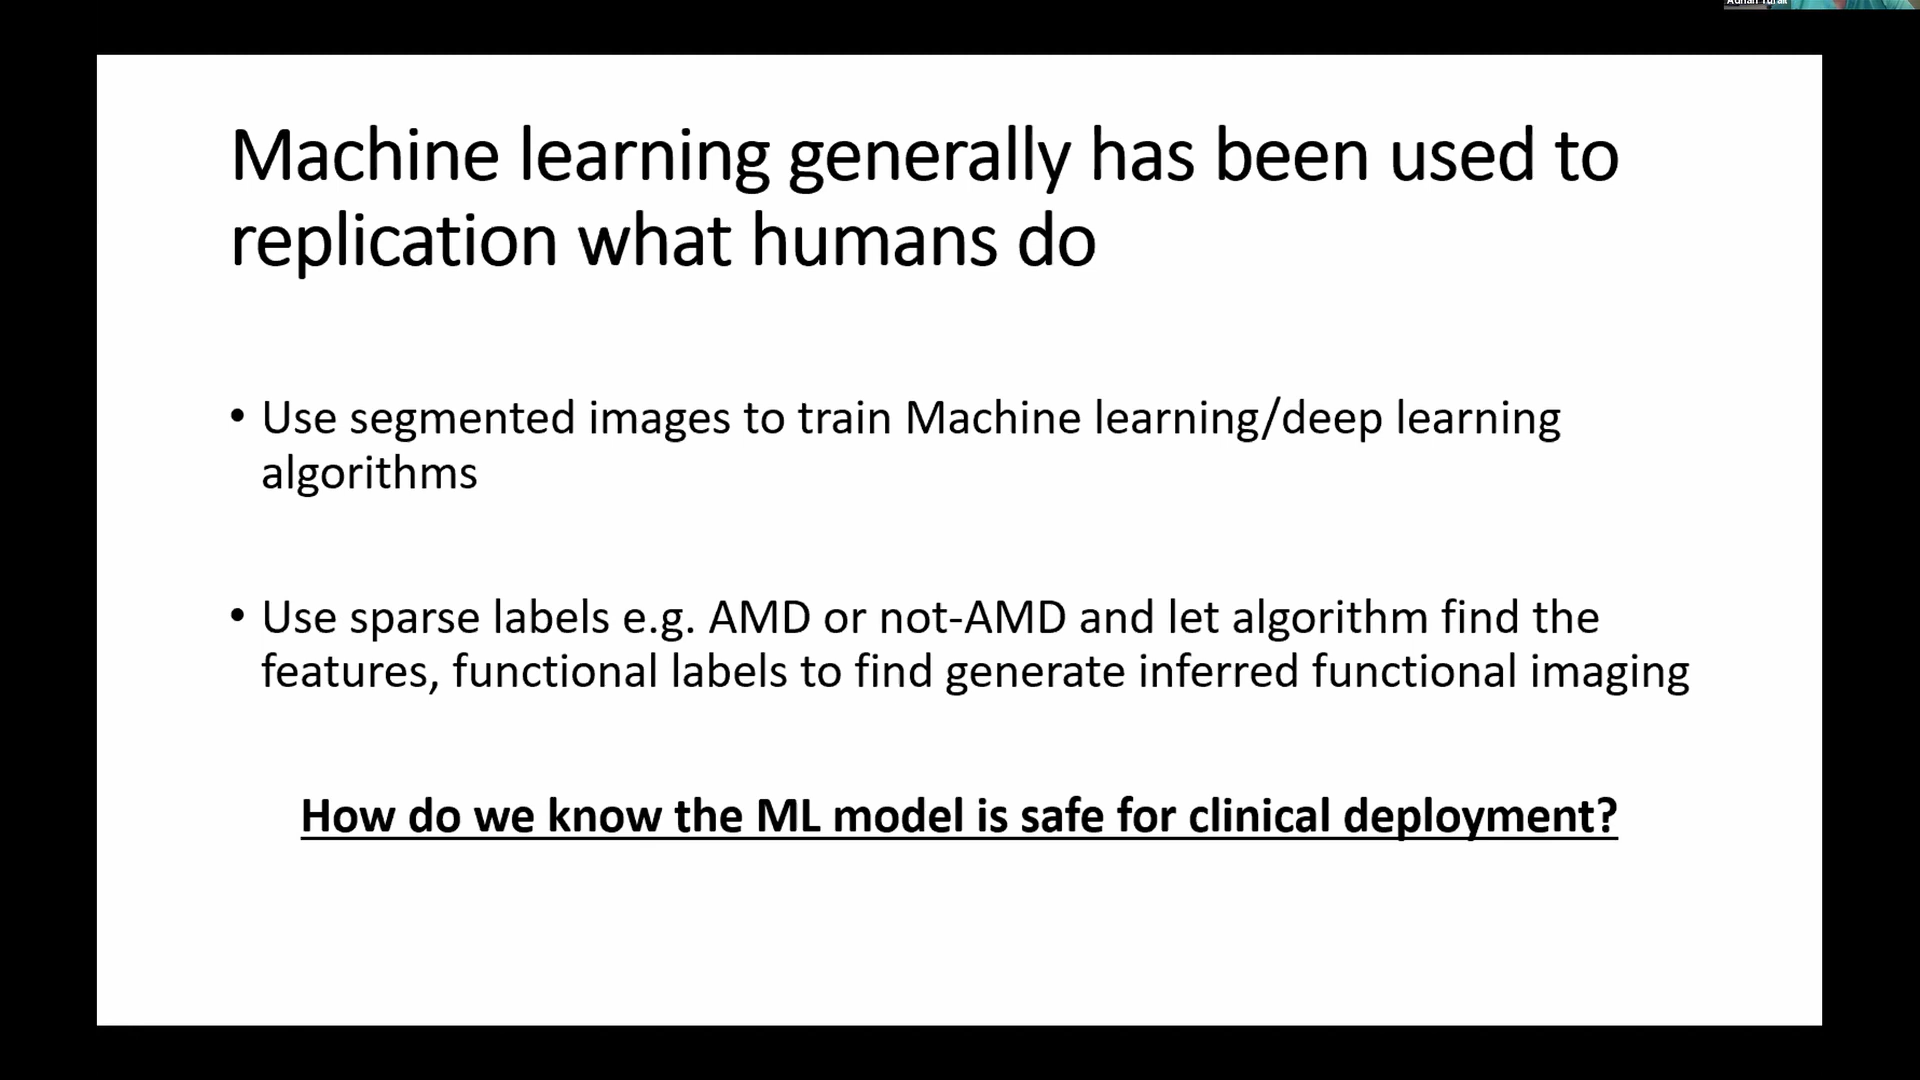 Machine learning generally has been used to
replication what humans do
• Use segmented images to train Machine learning/deep learning
algorithms
• Use sparse labels e.g. AMD or not-AMD and let algorithm find the
features, functional labels to find generate inferred functional imaging
How do we know the ML model is safe for clinical deployment?